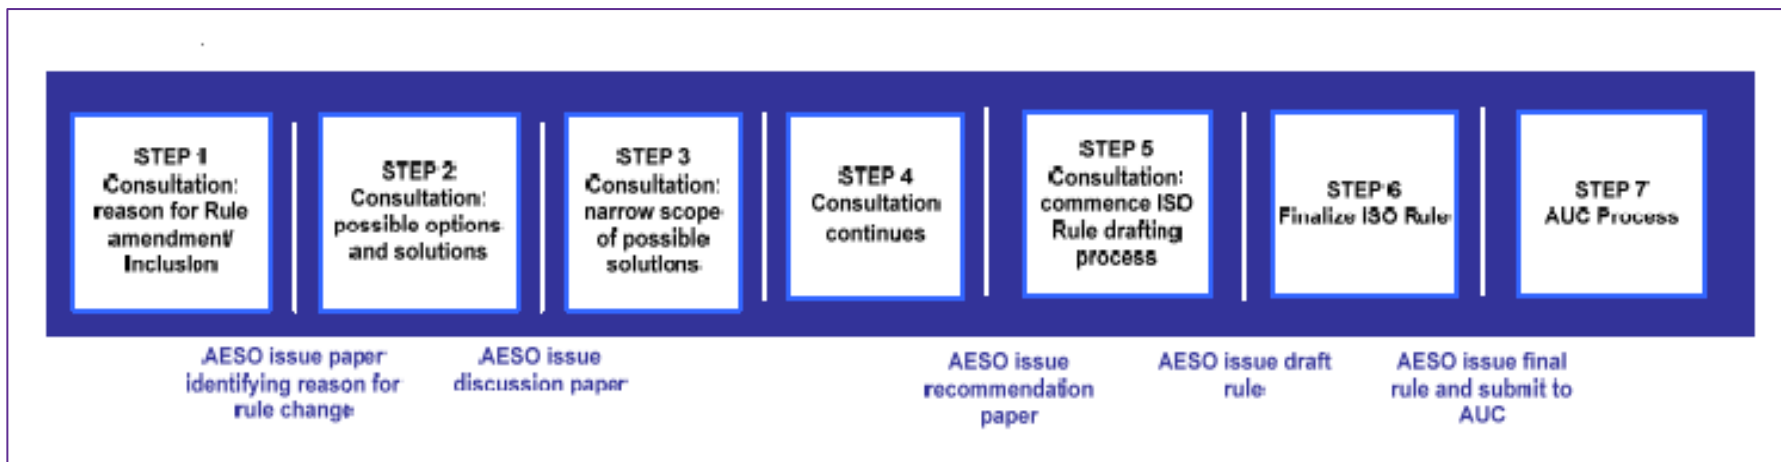 STEP 1
Consultation:
reason for Rule
amendment/
Inclusion
STEP 2
Consultation:
possible options
and solutions
STEP 3
Consultation:
narrow scope
of possible
solutions
STEP 4
Consultation
continues
STEP 5
Consultation:
commence ISO
Rule drafting
process
STEP 6
Finalize ISO Rule
STEP 7
AUC Process
AESO issue paper
identifying reason for
rule change
AESO issue
discussion paper
AESO issue
recommendation
paper
AESO issue draft
rule
AESO issue final
rule and submit to
AUC